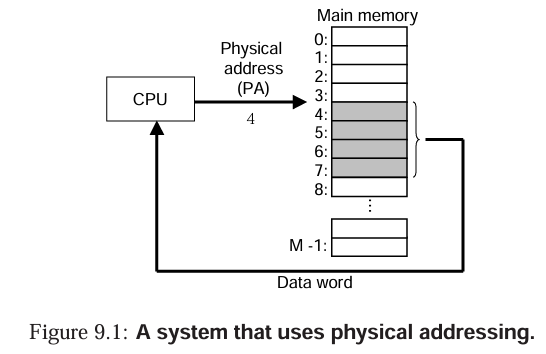 Main memory
Physical
address
(PA)
4
CPU
0:
1:
2:
3:
4:
5:
6:
7:
8:
⋮
M -1:
Data word
Figure 9.1: A system that uses physical addressing.